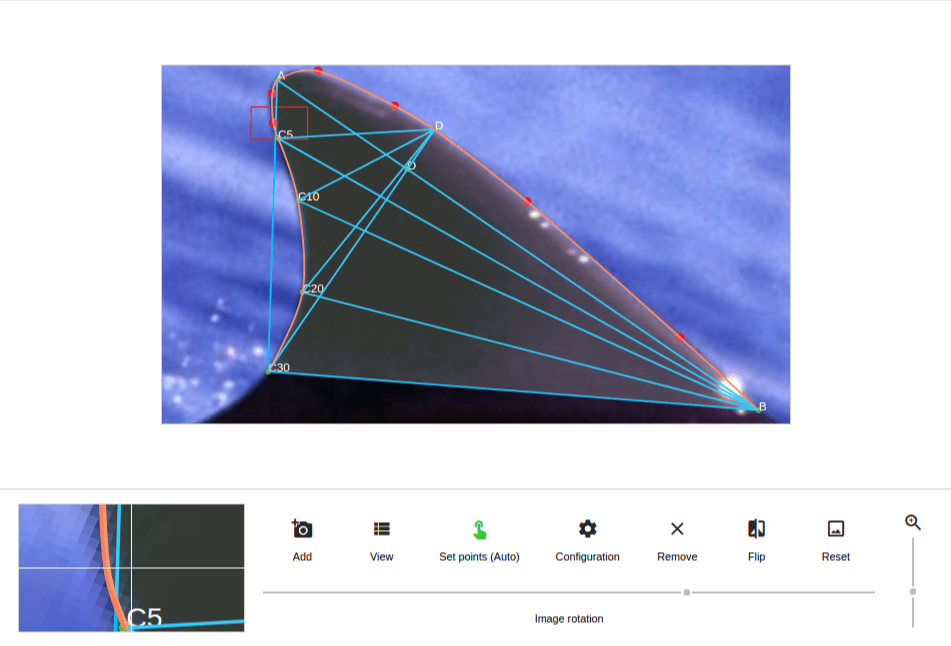 A
D
C5
O
C10
C20
C30
B
C5
Add
View
Set points (Auto)
Configuration
Remove
Flip
Reset
Image rotation